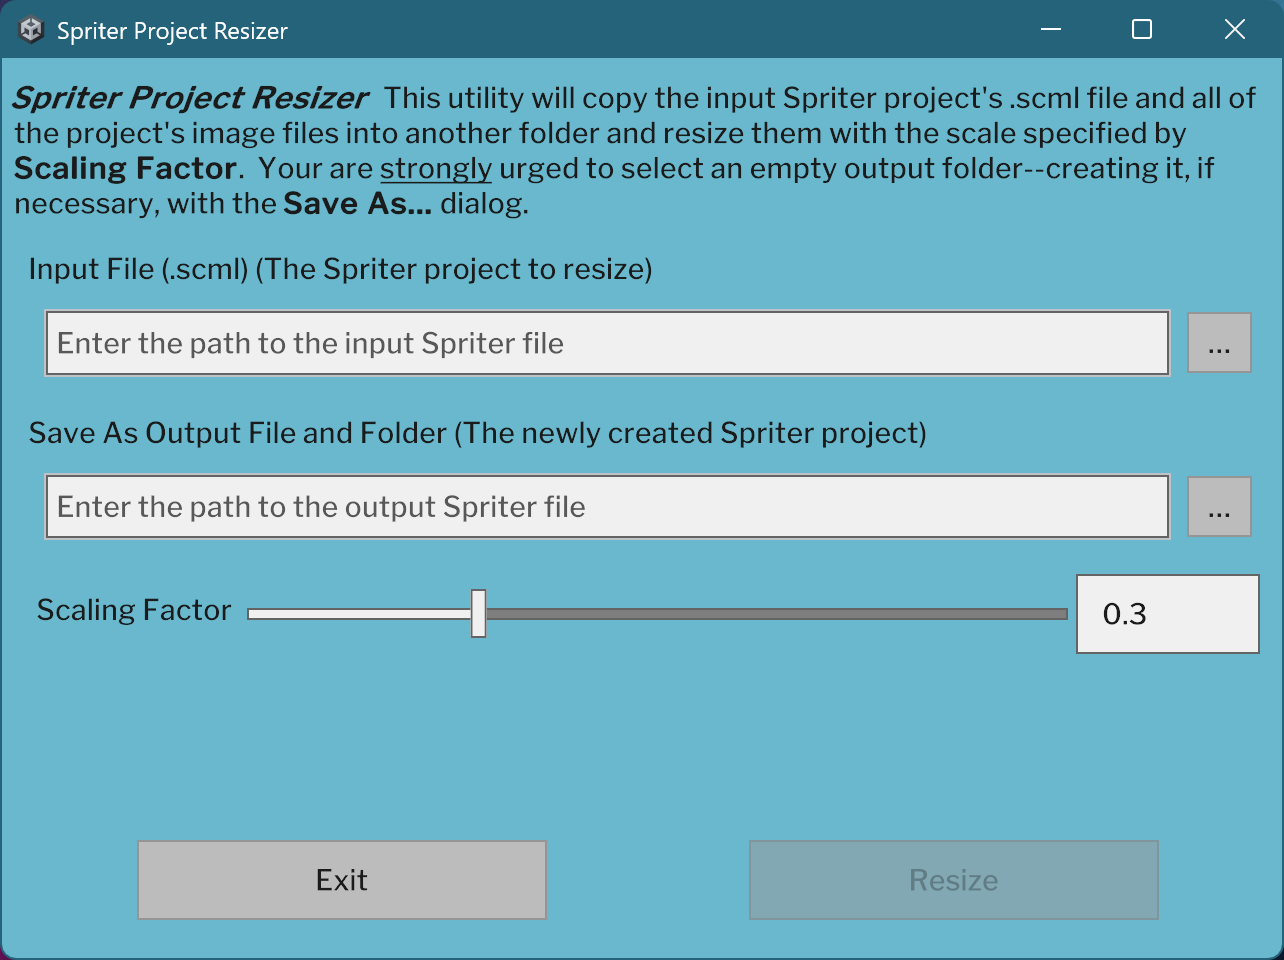 Spriter Project Resizer
Spriter Project Resizer This utility will copy the input Spriter project's .scml file and all of
the project's image files into another folder and resize them with the scale specified by
Scaling Factor. Your are strongly urged to select an empty output folder--creating it, if
necessary, with the Save As... dialog.
Input File (.scml) (The Spriter project to resize)
Enter the path to the input Spriter file
...
Save As Output File and Folder (The newly created Spriter project)
Enter the path to the output Spriter file
...
Scaling Factor
0.3
Exit
Resize